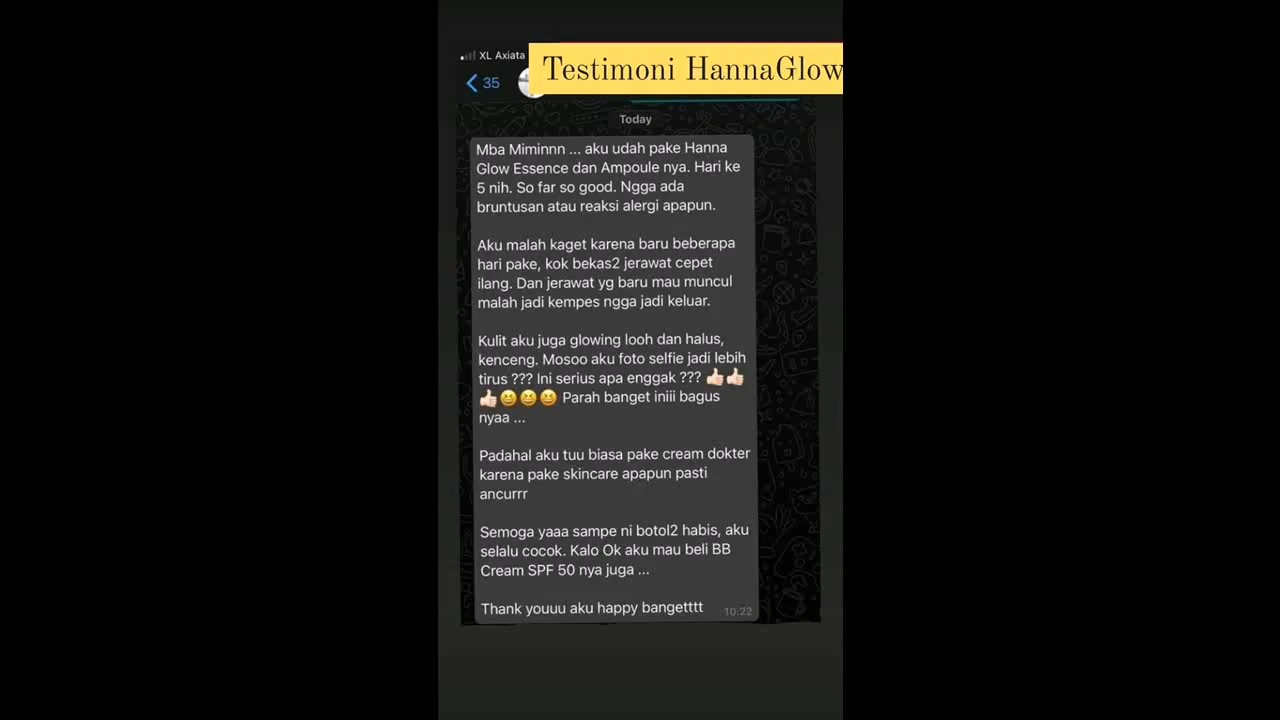 XL Axiata
Testimoni HannaGlow
35
Today
Mba Miminnn ... aku udah pake Hanna
Glow Essence dan Ampoule nya. Hari ke
5 nih. So far so good. Ngga ada
bruntusan atau reaksi alergi apapun.
Aku malah kaget karena baru beberapa
hari pake, kok bekas2 jerawat cepet
ilang. Dan jerawat yg baru mau muncul
malah jadi kempes ngga jadi keluar.
Kulit aku juga glowing looh dan halus,
kenceng. Mosoo aku foto selfie jadi lebih
tirus ??? Ini serius apa enggak ??? 👍🏻👍🏻
👍🏻😆😆😆 Parah banget iniii bagus
nyaa ...
Padahal aku tuu biasa pake cream dokter
karena pake skincare apapun pasti
ancurrr
Semoga yaaa sampe ni botol2 habis, aku
selalu cocok. Kalo Ok aku mau beli BB
Cream SPF 50 nya juga ...
Thank youuu aku happy bangetttt
10:22